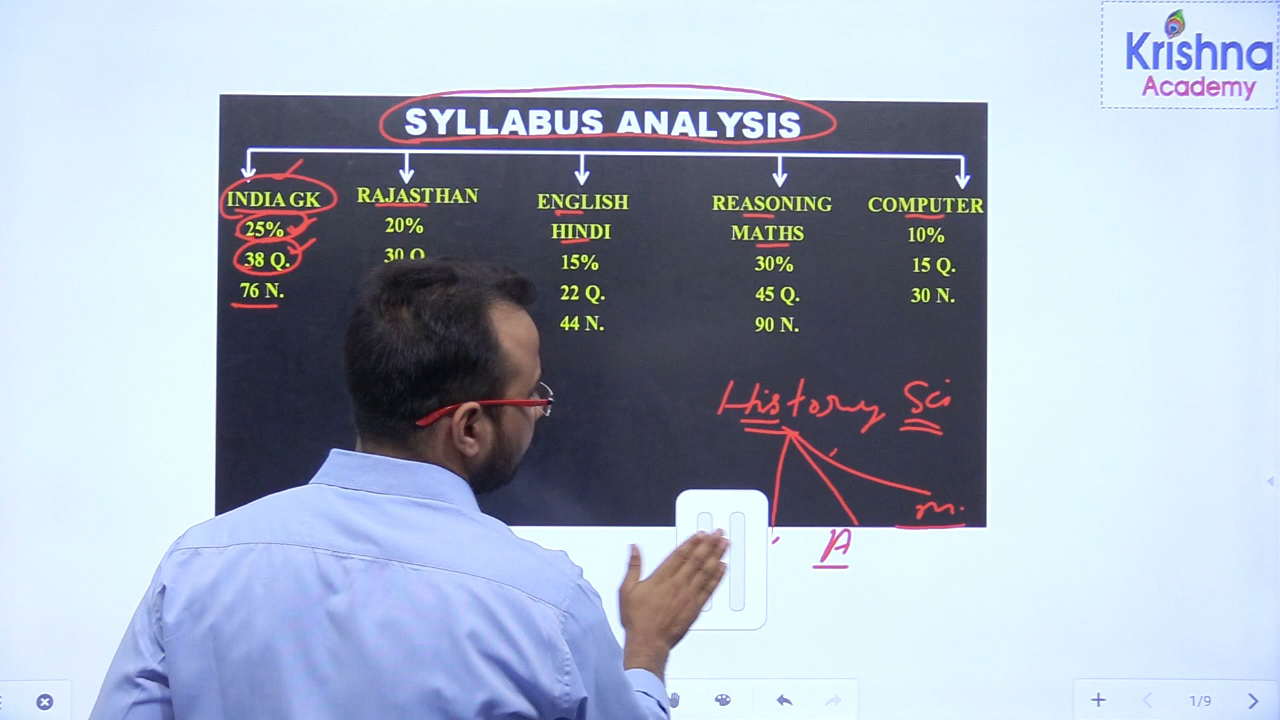 Krishna
Academy
SYLLABUS ANALYSIS
INDIA GK
25%
38 Q.
76 N.
RAJASTHAN
20%
30 Q
ENGLISH
HINDI
15%
22 Q.
44 N.
REASONING
MATHS
30%
45 Q.
90 N.
COMPUTER
10%
15 Q.
30 N.
History Sci
m.
A
1/9